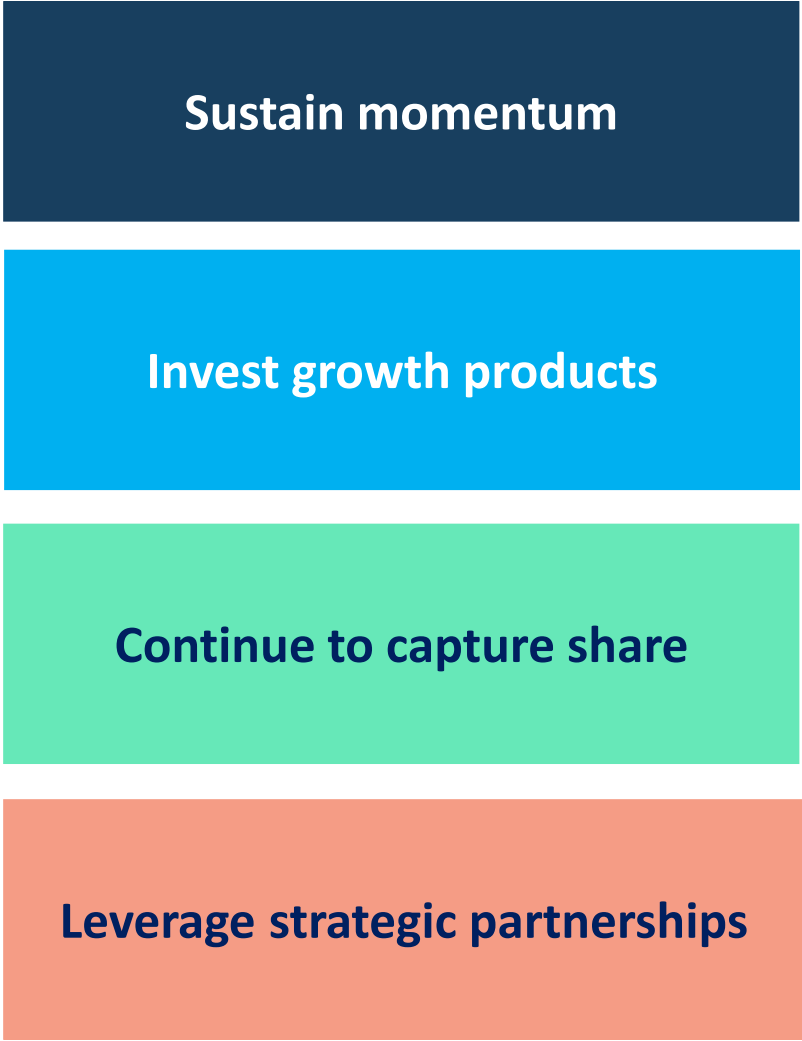 Sustain momentum
Invest growth products
Continue to capture share
Leverage strategic partnerships